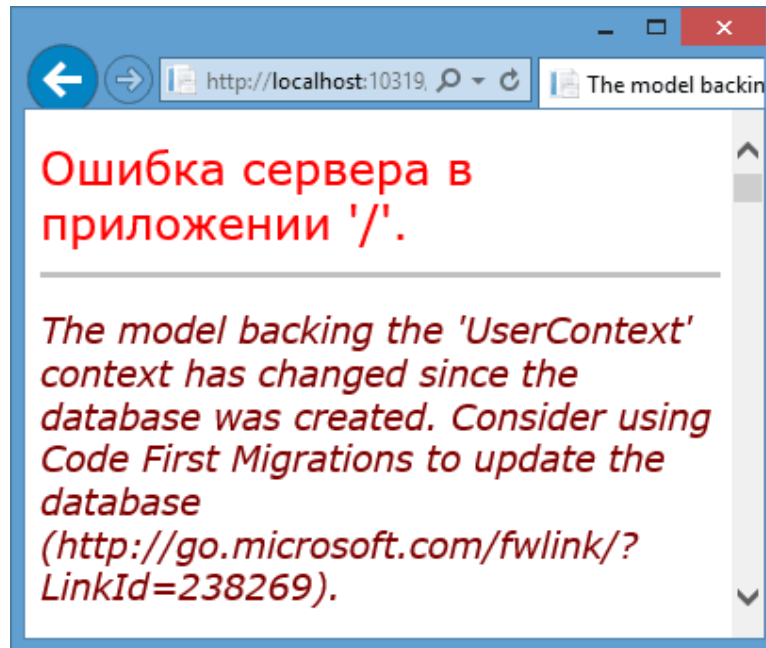 http://localhost:10319,
The model backin
Ошибка сервера в
приложении '/'.
The model backing the 'UserContext'
context has changed since the
database was created. Consider using
Code First Migrations to update the
database
(http://go.microsoft.com/fwlink/?
LinkId=238269).